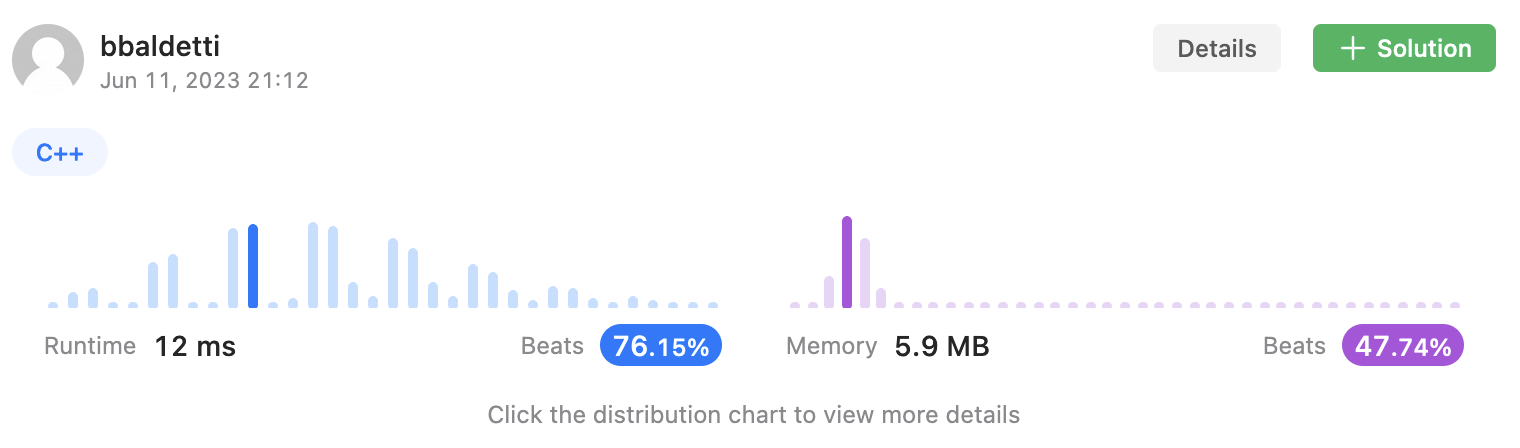 bbaldetti
Jun 11, 2023 21:12
Details
+ Solution
C++
Runtime 12 ms
Beats 76.15%
Memory 5.9 MB
Beats 47.74%
Click the distribution chart to view more details